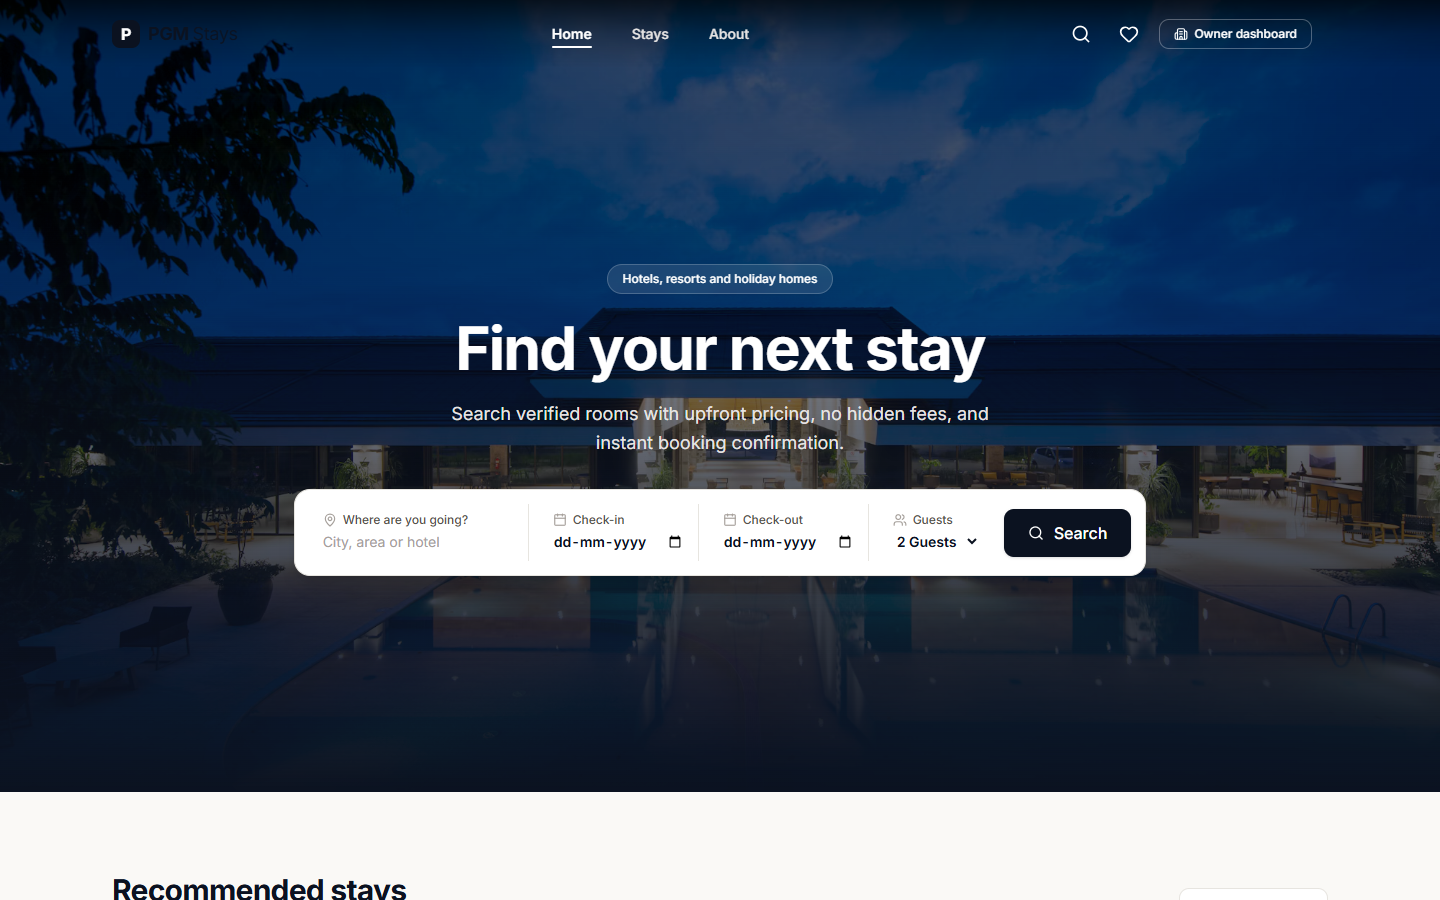 P PGM Stays
Home
Stays
About
Owner dashboard
Hotels, resorts and holiday homes
Find your next stay
Search verified rooms with upfront pricing, no hidden fees, and
instant booking confirmation.
Where are you going?
City, area or hotel
Check-in
dd-mm-yyyy
Check-out
dd-mm-yyyy
Guests
2 Guests
Search
Recommended stays